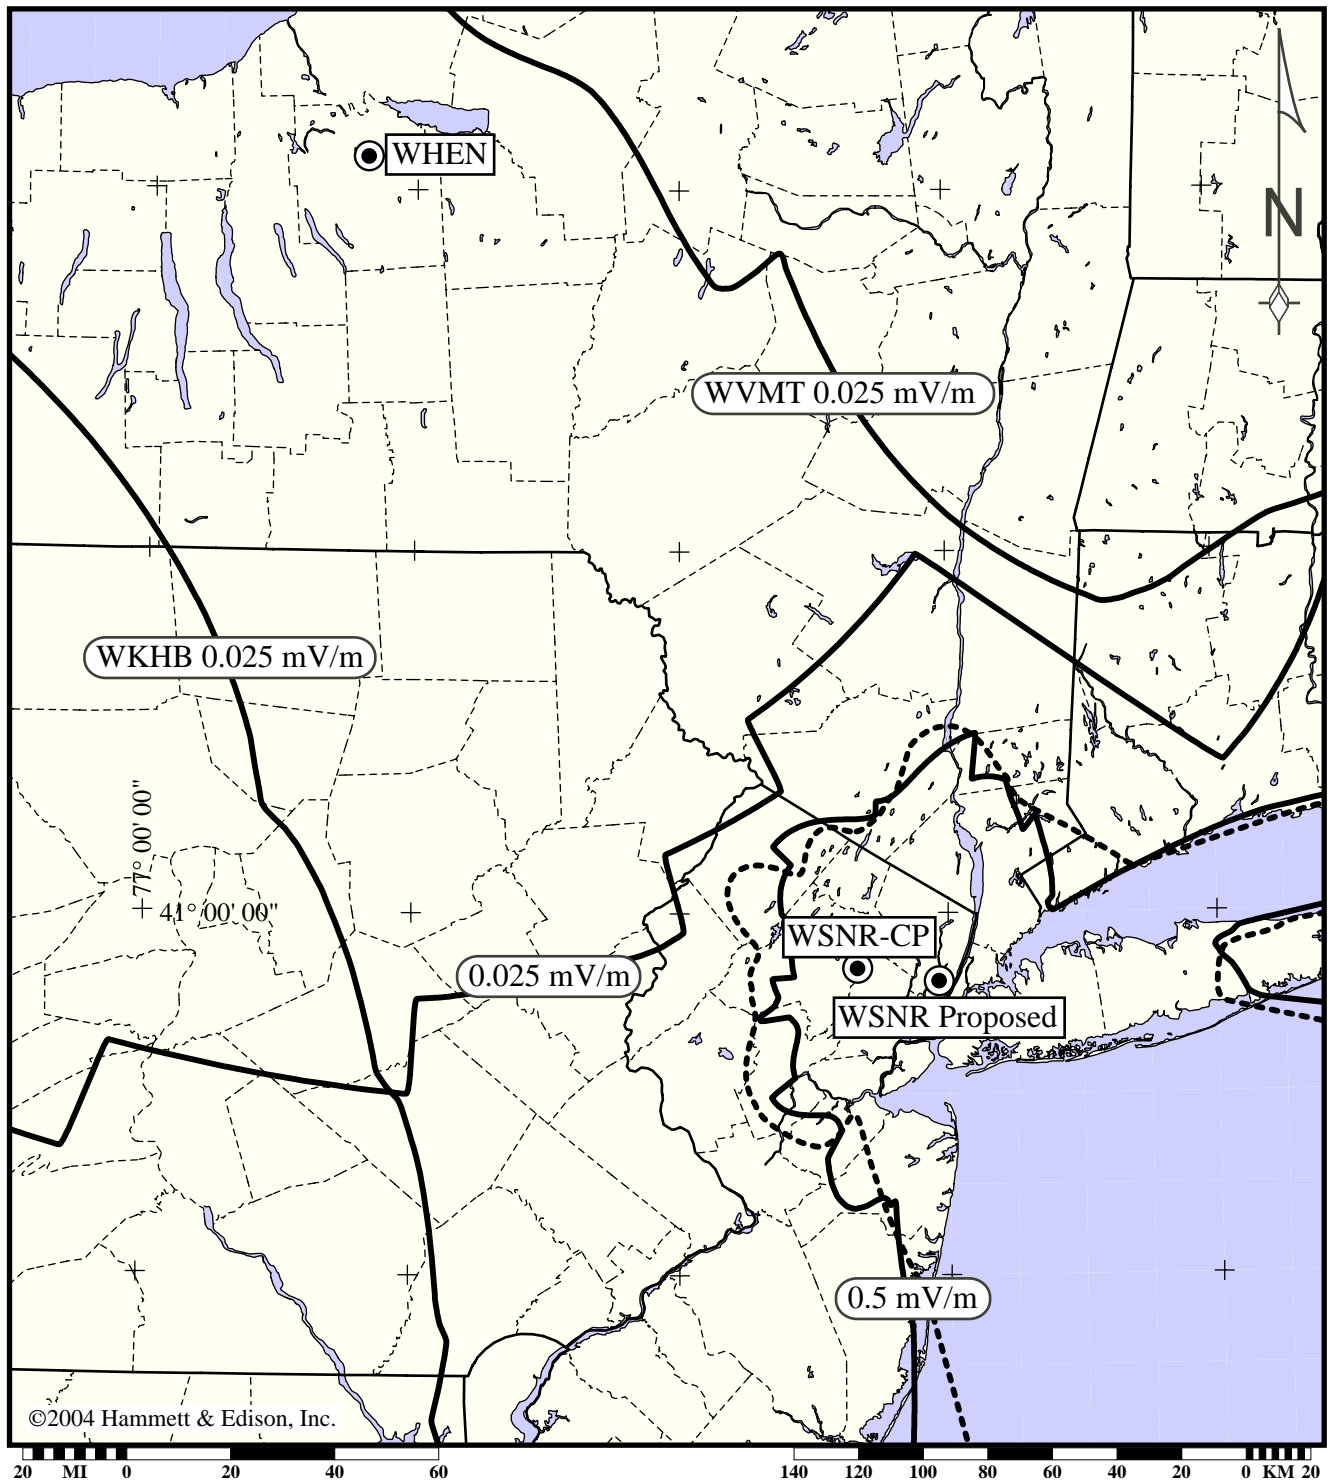 WHEN
N
WVMT 0.025 mV/m
WKHB 0.025 mV/m
77° 00' 00"
41° 00' 00"
WSNR-CP
0.025 mV/m
WSNR Proposed
0.5 mV/m
©2004 Hammett & Edison, Inc.
20 MI 0 20 40 60 140 120 100 80 60 40 20 0 KM 20